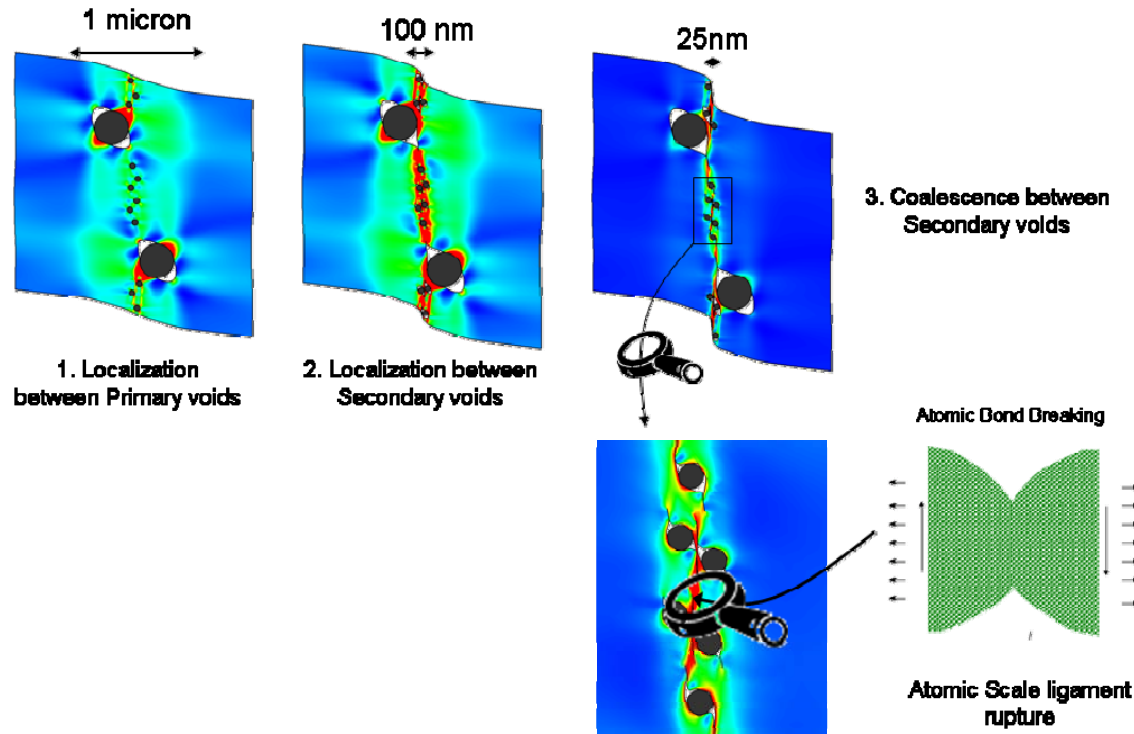 1 micron
100 nm
25nm
1. Localization
between Primary voids
2. Localization between
Secondary voids
3. Coalescence between
Secondary voids
Atomic Bond Breaking
Atomic Scale ligament
rupture